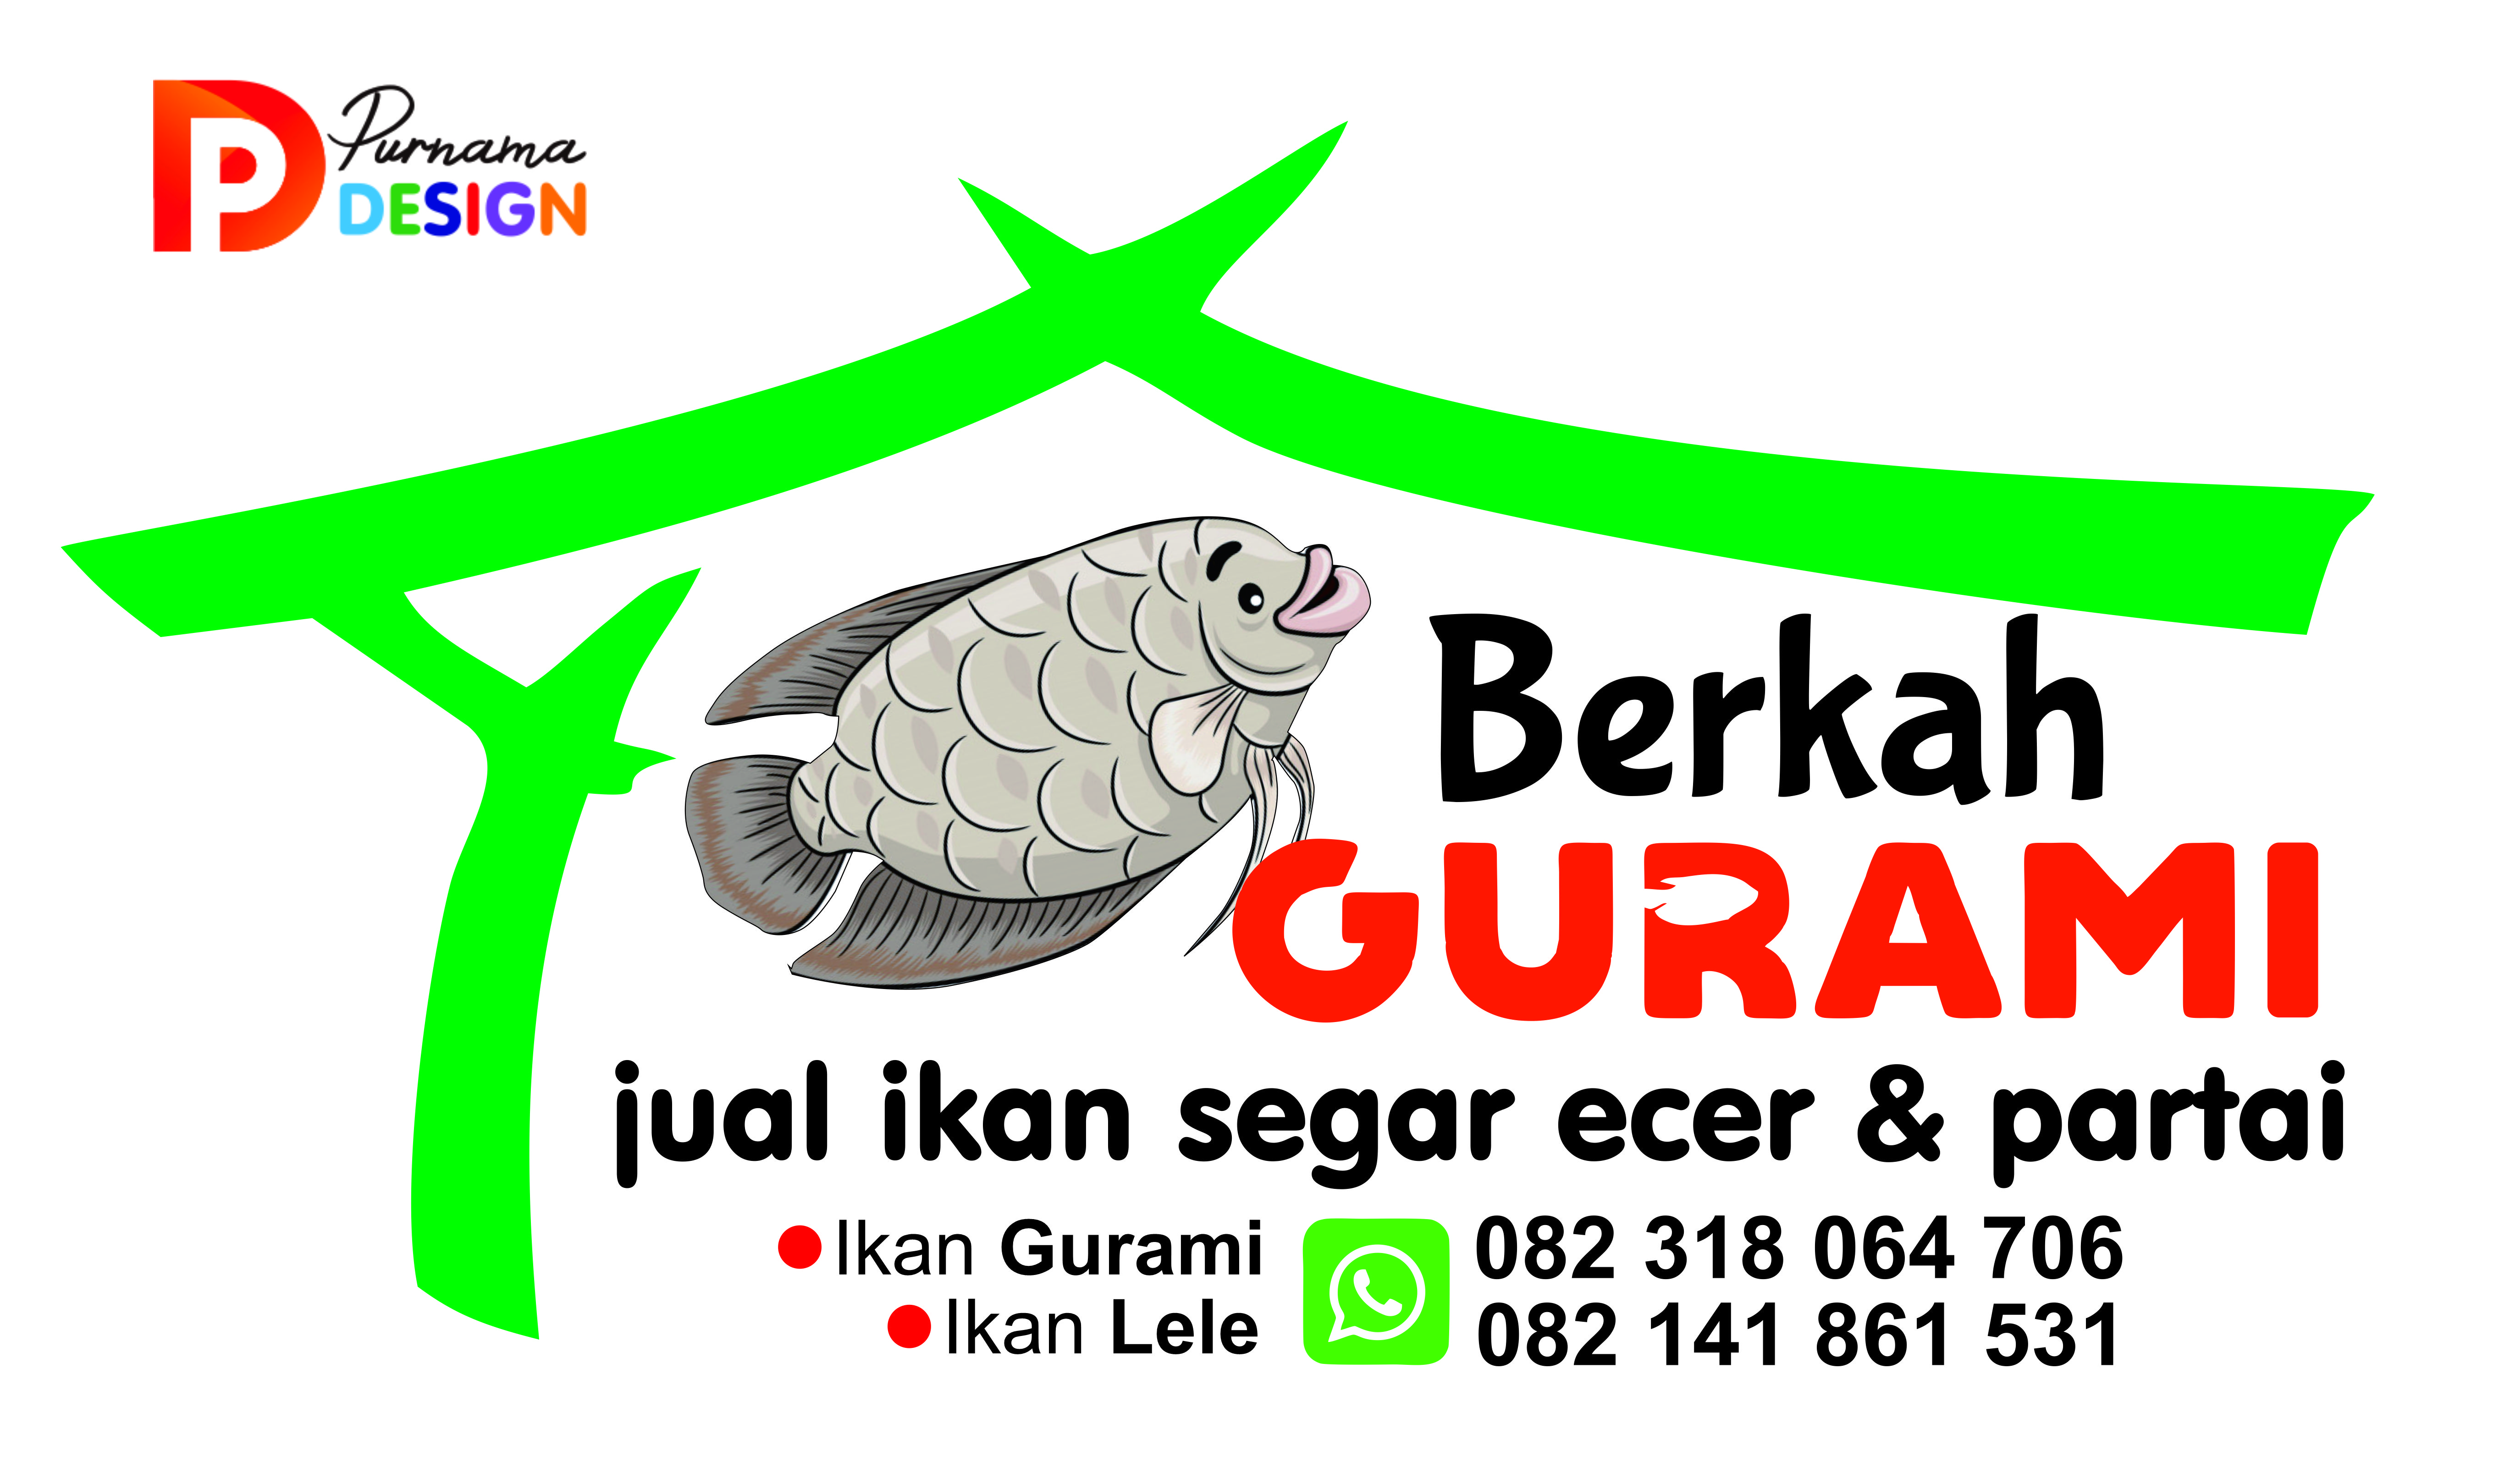 Purnama
DESIGN
Berkah
GURAMI
jual ikan segar ecer & partai
Ikan Gurami
Ikan Lele
082 318 064 706
082 141 861 531